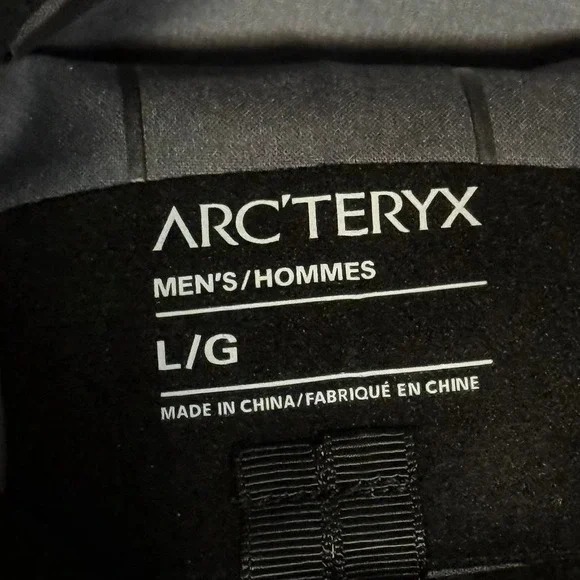 ARC'TERYX
MEN'S/HOMMES
L/G
MADE IN CHINA/FABRIQUÉ EN CHINE